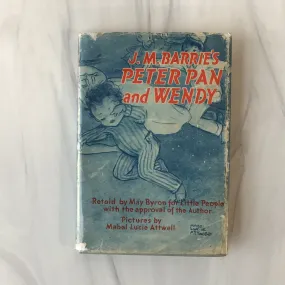 J. M. BARRIE'S
PETER PAN
and WENDY
Retold by May Byron for Little People
with the approval of the Author
Pictures by
Mabel Lucie Attwell